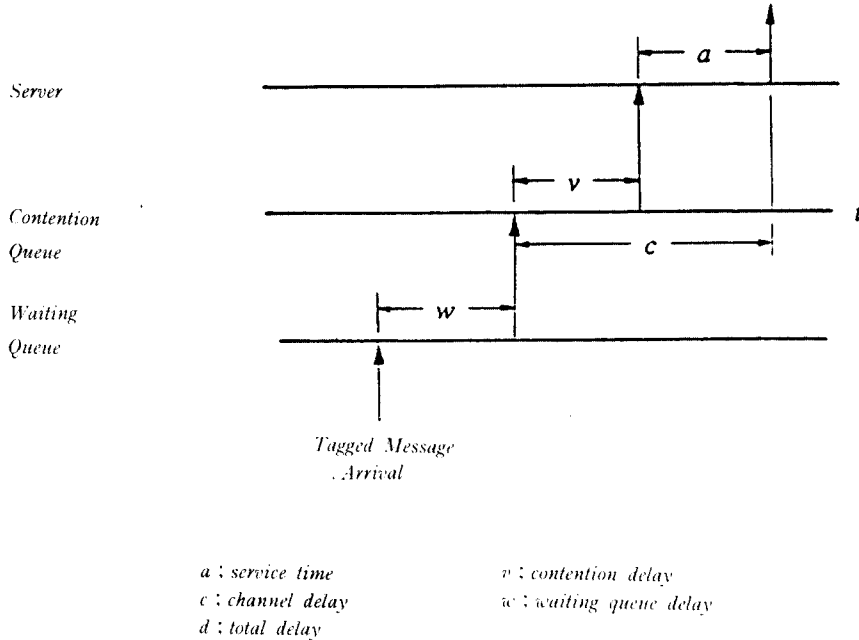 a
Server
v
Contention
t
Queue
c
Waiting
w
Queue
Tagged Message
Arrival
a ; service time
v ; contention delay
c ; channel delay
w ; waiting queue delay
d ; total delay